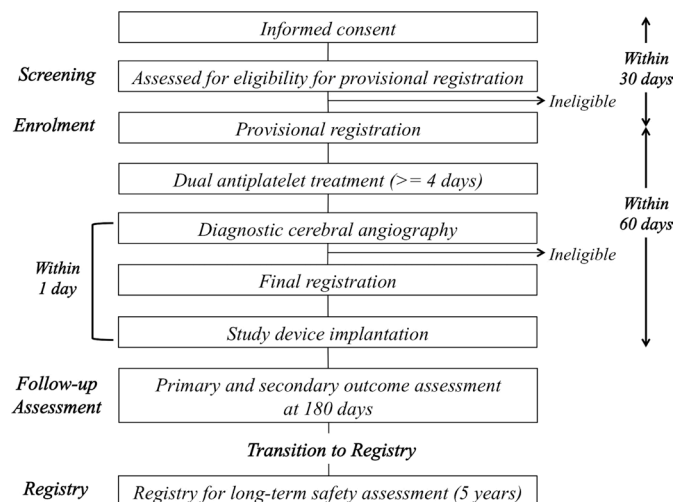 Informed consent
Within
30 days
Screening
Assessed for eligibility for provisional registration
Ineligible
Enrolment
Provisional registration
Dual antiplatelet treatment (>= 4 days)
Within
60 days
Diagnostic cerebral angiography
Ineligible
Within
1 day
Final registration
Study device implantation
Follow-up
Assessment
Primary and secondary outcome assessment
at 180 days
Transition to Registry
Registry
Registry for long-term safety assessment (5 years)